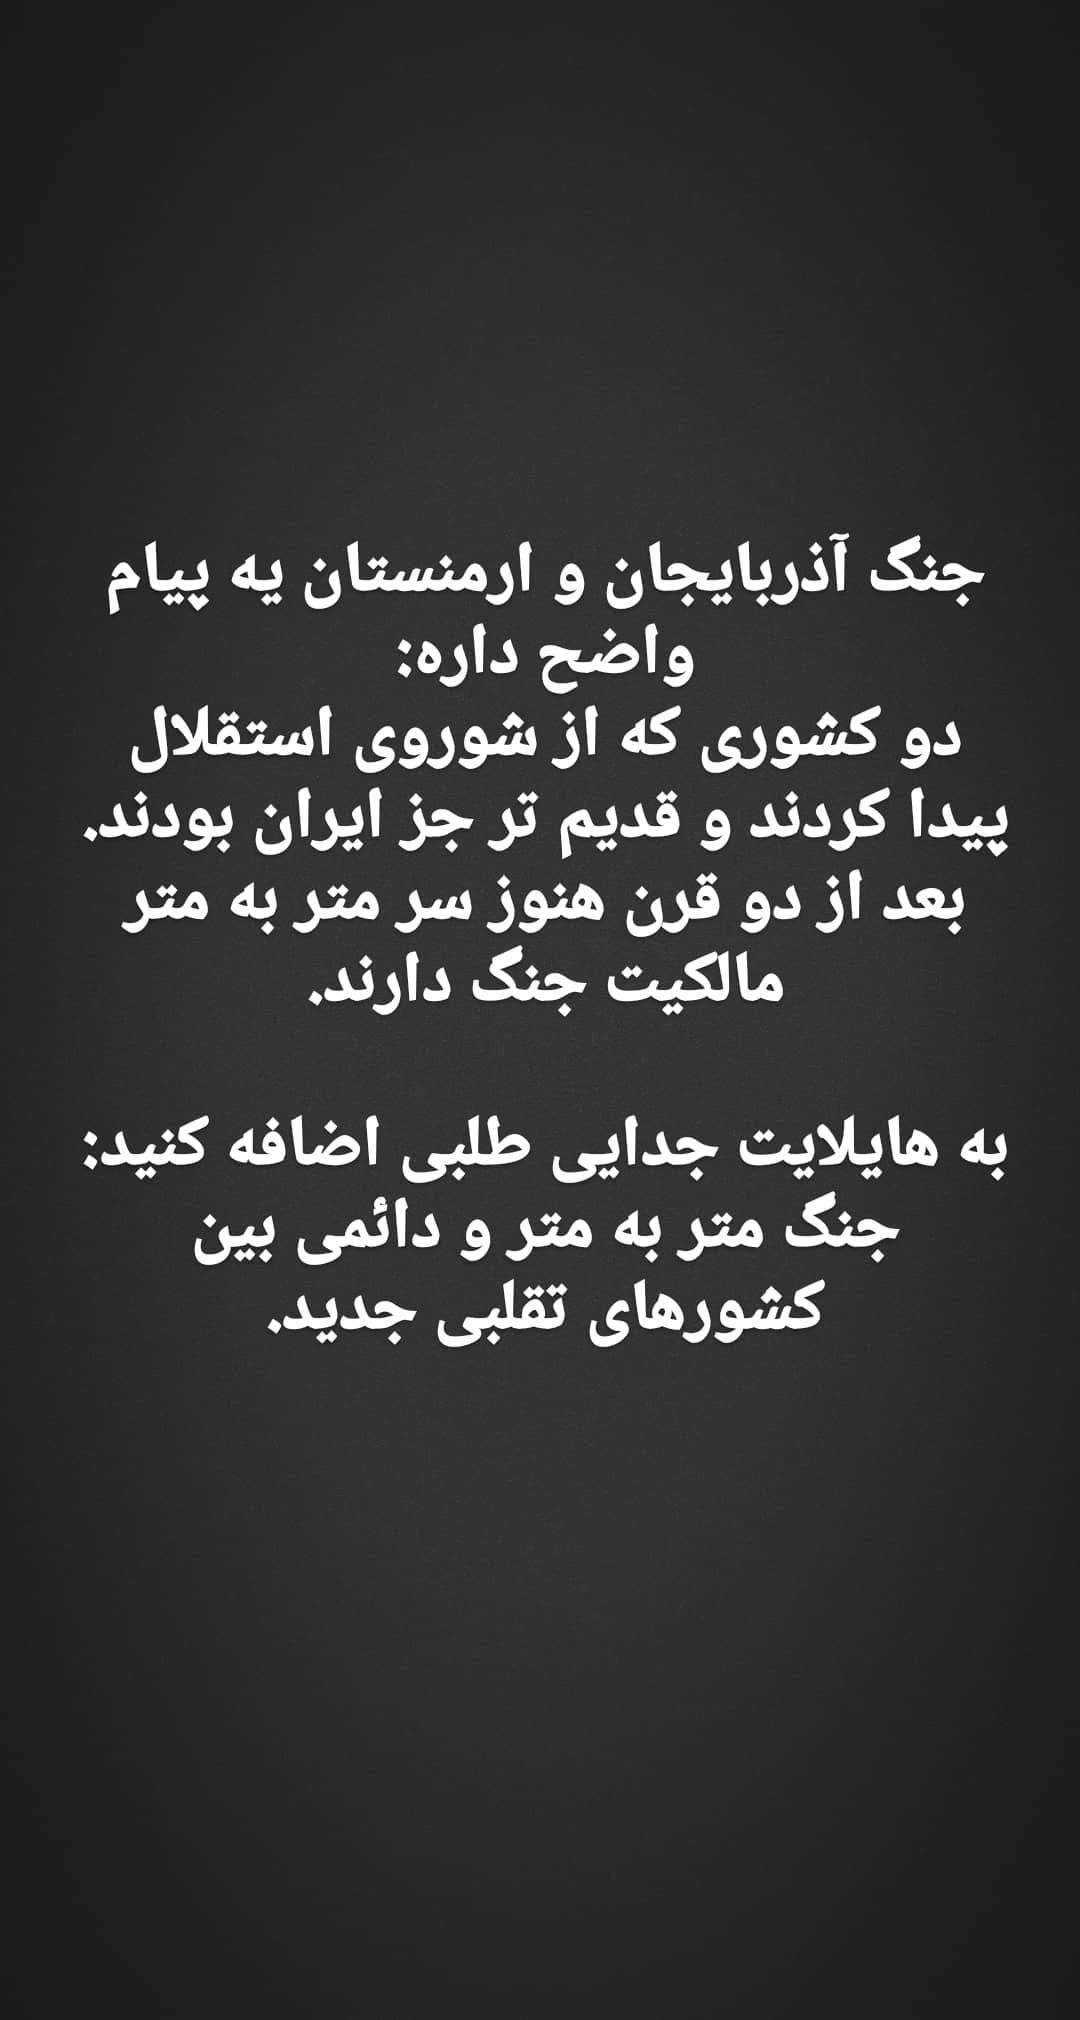 جنگ آذربایجان و ارمنستان یه پیام
واضح داره:
دو کشوری که از شوروی استقلال
پیدا کردند و قدیم تر جز ایران بودند.
بعد از دو قرن هنوز سر متر به متر
مالکیت جنگ دارند.
به هایلایت جدایی طلبی اضافه کنید:
جنگ متر به متر و دائمی بین
کشورهای تقلبی جدید.